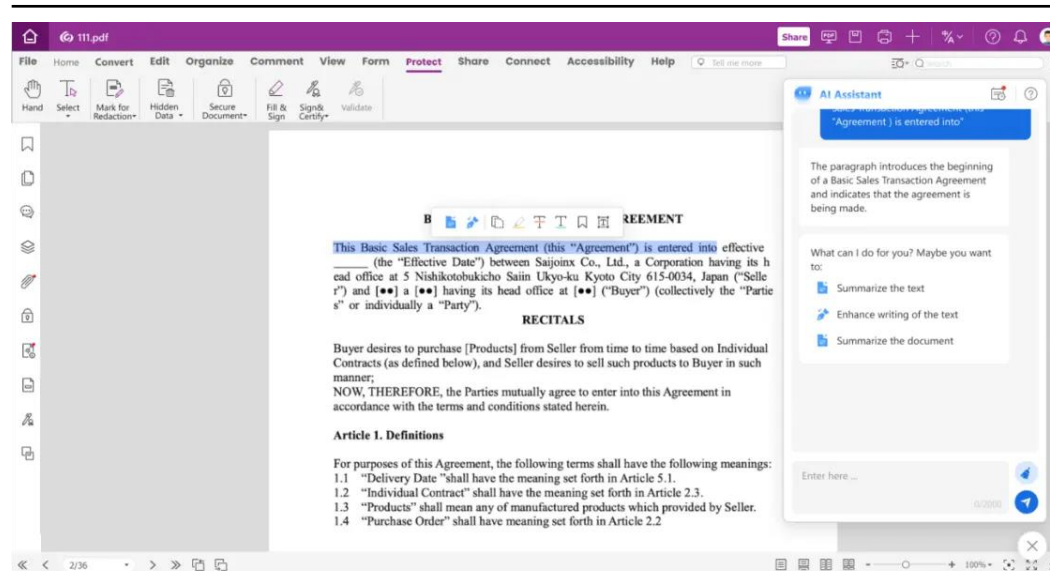 111.pdf
Share
File Home Convert Edit Organize Comment View Form Protect Share Connect Accessibility Help Tell me more
Search
Hand
Select
Mark for
Redaction
Hidden
Data
Secure
Document
Fill &
Sign
Sign&
Certify
Validate
AI Assistant
"Agreement ) is entered into"
The paragraph introduces the beginning
of a Basic Sales Transaction Agreement
and indicates that the agreement is
being made.
What can I do for you? Maybe you want
to:
Summarize the text
Enhance writing of the text
Summarize the document
Enter here ...
0/2000
B REEMENT
This Basic Sales Transaction Agreement (this “Agreement”) is entered into effective
______ (the “Effective Date”) between Saijoinx Co., Ltd., a Corporation having its h
ead office at 5 Nishikotobukicho Saiin Ukyo-ku Kyoto City 615-0034, Japan (“Selle
r”) and [●●] a [●●] having its head office at [●●] (“Buyer”) (collectively the “Partie
s” or individually a “Party”).
RECITALS
Buyer desires to purchase [Products] from Seller from time to time based on Individual
Contracts (as defined below), and Seller desires to sell such products to Buyer in such
manner;
NOW, THEREFORE, the Parties mutually agree to enter into this Agreement in
accordance with the terms and conditions stated herein.
Article 1. Definitions
For purposes of this Agreement, the following terms shall have the following meanings:
1.1 “Delivery Date ”shall have the meaning set forth in Article 5.1.
1.2 “Individual Contract” shall have the meaning set forth in Article 2.3.
1.3 “Products” shall mean any of manufactured products which provided by Seller.
1.4 “Purchase Order” shall have meaning set forth in Article 2.2
2/36
100%